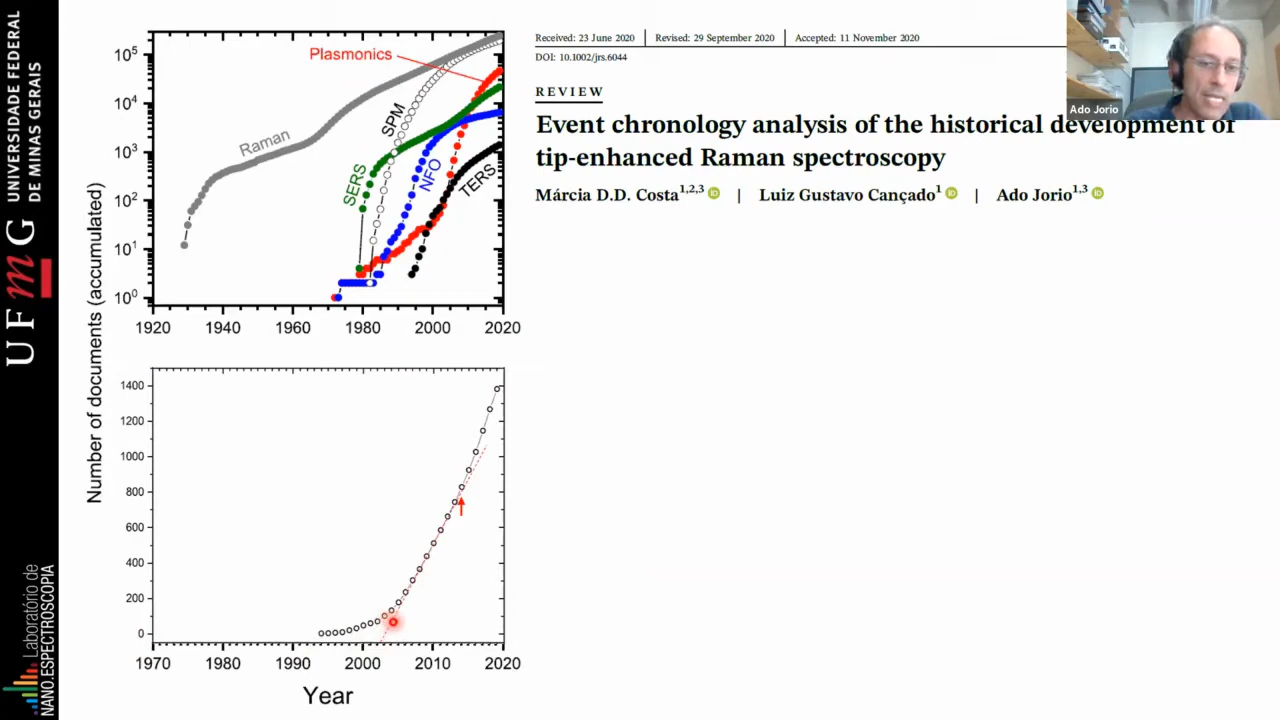 UNIVERSIDADE FEDERAL
DE MINAS GERAIS
UFmG
Laboratório de
NANO.ESPECTROSCOPIA
Number of documents (accumulated)
10⁵
10⁴
10³
10²
10¹
10⁰
Plasmonics
Raman
SERS
SPM
NFO
TERS
1920 1940 1960 1980 2000 2020
1400
1200
1000
800
600
400
200
0
1970 1980 1990 2000 2010 2020
Year
Received: 23 June 2020 | Revised: 29 September 2020 | Accepted: 11 November 2020
DOI: 10.1002/jrs.6044
REVIEW
Event chronology analysis of the historical development of
tip-enhanced Raman spectroscopy
Márcia D.D. Costa¹,²,³ iD | Luiz Gustavo Cançado¹ iD | Ado Jorio¹,³ iD
Ado Jorio